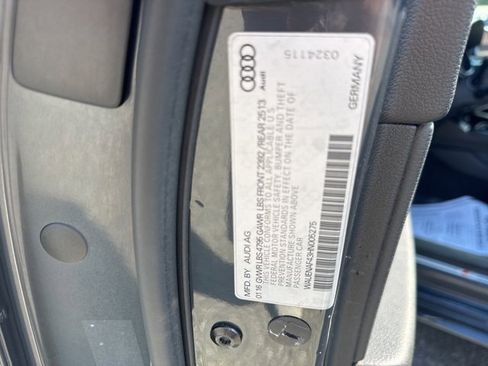 0324115
Audi
MFD. BY AUDI AG GERMANY
01 16 GVWR LBS 4795 GAWR LBS FRONT 2392 / REAR 2513
THIS VEHICLE CONFORMS TO ALL APPLICABLE U.S
FEDERAL MOTOR VEHICLE SAFETY, BUMPER AND THEFT
PREVENTION STANDARDS IN EFFECT ON THE DATE OF
MANUFACTURE SHOWN ABOVE
PASSENGER CAR
WAUENAF43HN005275